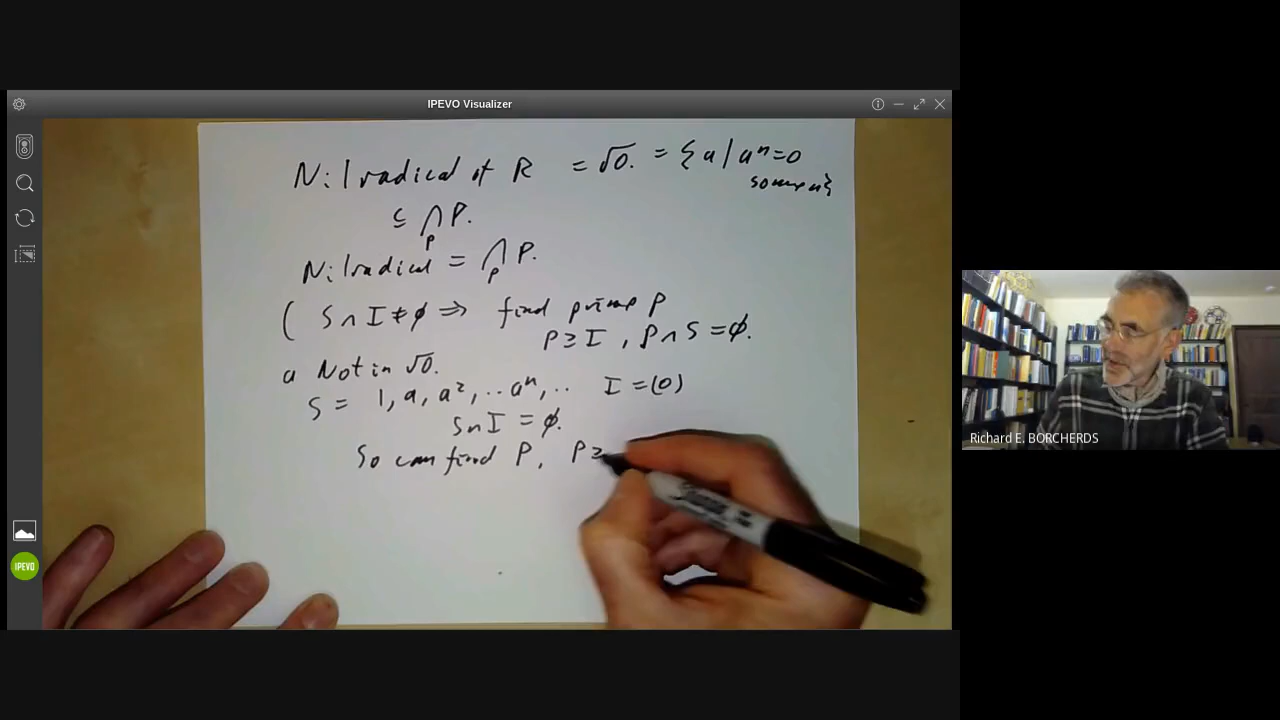 IPEVO Visualizer
Nilradical of R = √0. = {a | aⁿ=0
some n}
⊆ ⋂ P.
P
Nilradical = ⋂ P.
P
( S ∩ I ≠ ∅ ⇒ find prime P
P ⊇ I , P ∩ S = ∅.
a Not in √0.
S = 1, a, a², .. aⁿ, .. I = (0)
S ∩ I = ∅.
So can find P, P ⊇
IPEVO
Richard E. BORCHERDS